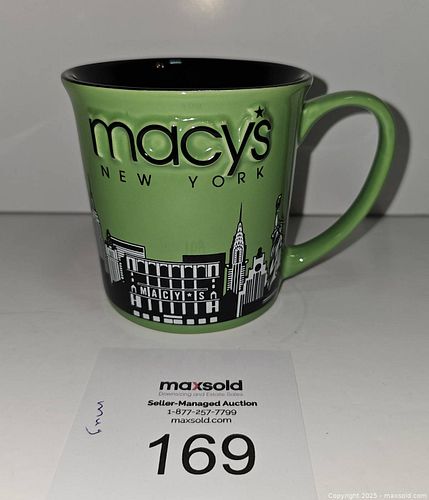 macy's
NEW YORK
MACY★S
maxsold
Downsizing and Estate Sales
Seller-Managed Auction
1-877-257-7799
maxsold.com
mug
169
Copyright 2025 - maxsold.com